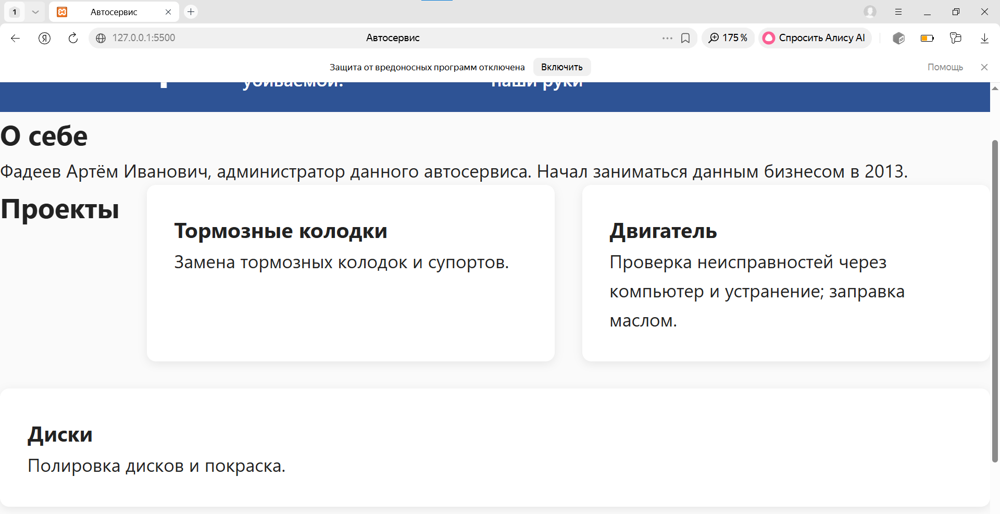 1
Автосервис
127.0.0.1:5500
Автосервис
175 %
Спросить Алису AI
Защита от вредоносных программ отключена
Включить
Помощь
убиваемой!
наши руки
О себе
Фадеев Артём Иванович, администратор данного автосервиса. Начал заниматься данным бизнесом в 2013.
Проекты
Тормозные колодки
Замена тормозных колодок и супортов.
Двигатель
Проверка неисправностей через
компьютер и устранение; заправка
маслом.
Диски
Полировка дисков и покраска.